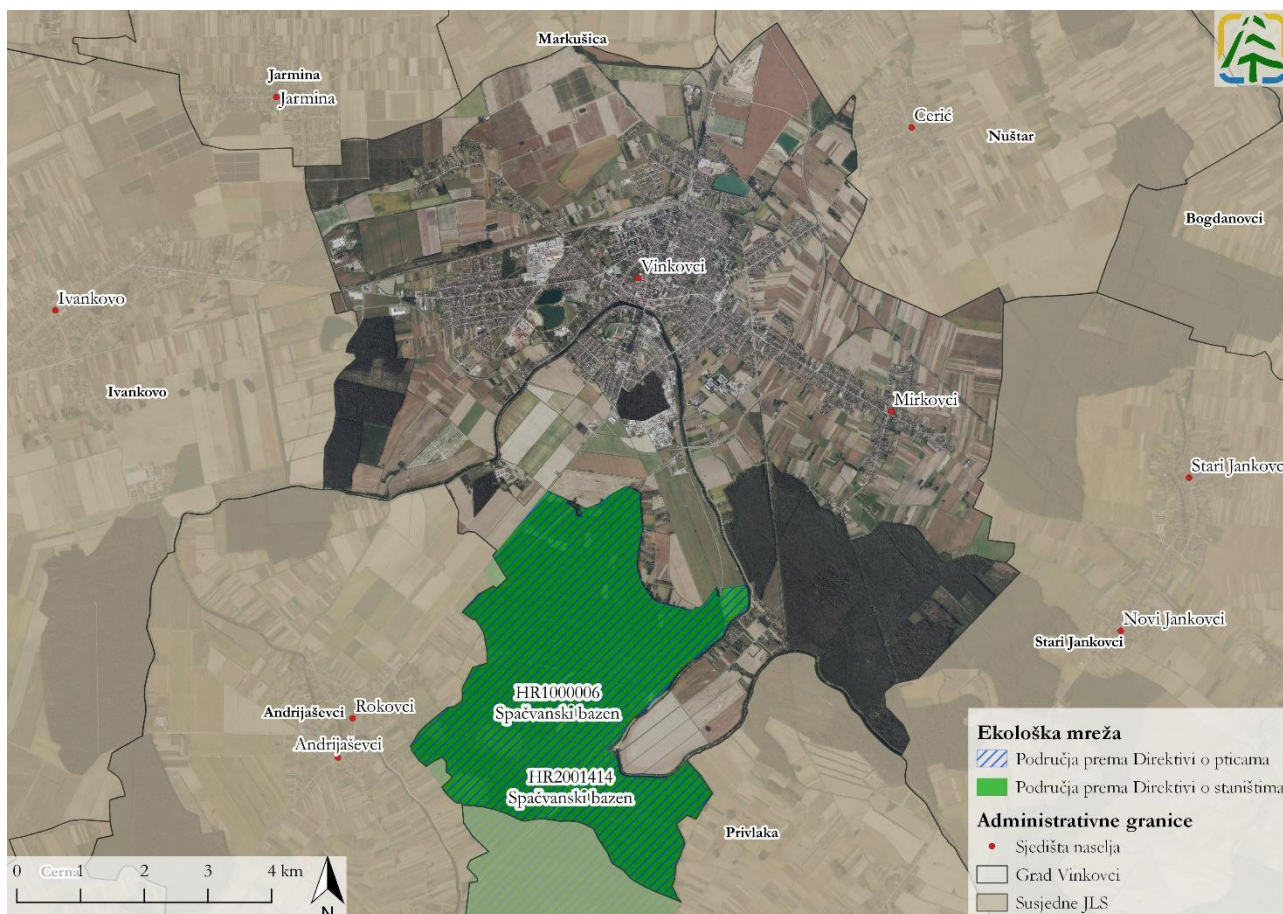 Markušica
Jarmina
Jarmina
Cerić
Nuštar
Bogdanovci
Vinkovci
Ivankovo
Ivankovo
Mirkovci
Stari Jankovc
Novi Jankovci
Stari Jankovci
HR1000006
Spačvanski bazen
Andrijaševci
Rokovci
Andrijaševci
HR2001414
Spačvanski bazen
Privlaka
Cerna
0 1 2 4 km
N
Ekološka mreža
Područja prema Direktivi o pticama
Područja prema Direktivi o staništima
Administrativne granice
Sjedišta naselja
Grad Vinkovci
Susjedne JLS